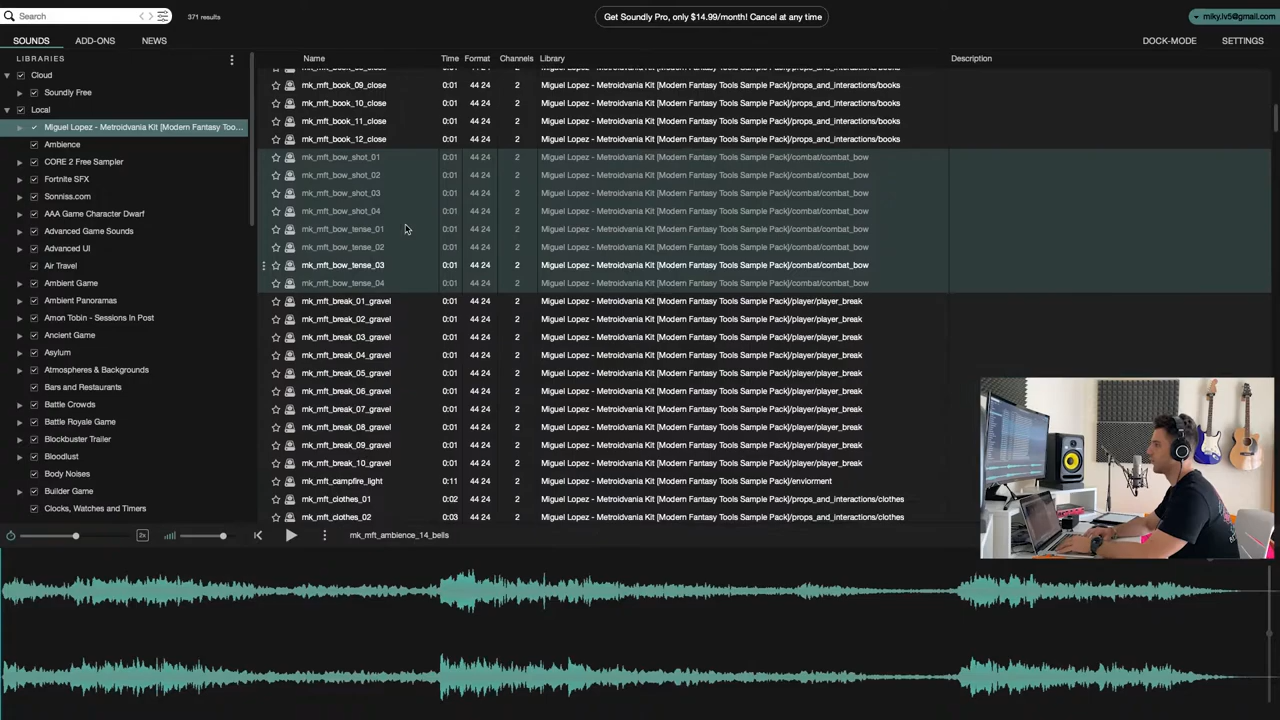 Search
371 results
Get Soundly Pro, only $14.99/month! Cancel at any time
miky.lv5@gmail.com
SOUNDS ADD-ONS NEWS
DOCK-MODE SETTINGS
LIBRARIES
Name Time Format Channels Library Description
Cloud
Soundly Free
Local
Miguel Lopez - Metroidvania Kit [Modern Fantasy Too...
Ambience
CORE 2 Free Sampler
Fortnite SFX
Sonniss.com
AAA Game Character Dwarf
Advanced Game Sounds
Advanced UI
Air Travel
Ambient Game
Ambient Panoramas
Amon Tobin - Sessions In Post
Ancient Game
Asylum
Atmospheres & Backgrounds
Bars and Restaurants
Battle Crowds
Battle Royale Game
Blockbuster Trailer
Bloodlust
Body Noises
Builder Game
Clocks, Watches and Timers
mk_mft_book_09_close 0:01 44 24 2 Miguel Lopez - Metroidvania Kit [Modern Fantasy Tools Sample Pack]/props_and_interactions/books
mk_mft_book_10_close 0:01 44 24 2 Miguel Lopez - Metroidvania Kit [Modern Fantasy Tools Sample Pack]/props_and_interactions/books
mk_mft_book_11_close 0:01 44 24 2 Miguel Lopez - Metroidvania Kit [Modern Fantasy Tools Sample Pack]/props_and_interactions/books
mk_mft_book_12_close 0:01 44 24 2 Miguel Lopez - Metroidvania Kit [Modern Fantasy Tools Sample Pack]/props_and_interactions/books
mk_mft_bow_shot_01 0:01 44 24 2 Miguel Lopez - Metroidvania Kit [Modern Fantasy Tools Sample Pack]/combat/combat_bow
mk_mft_bow_shot_02 0:01 44 24 2 Miguel Lopez - Metroidvania Kit [Modern Fantasy Tools Sample Pack]/combat/combat_bow
mk_mft_bow_shot_03 0:01 44 24 2 Miguel Lopez - Metroidvania Kit [Modern Fantasy Tools Sample Pack]/combat/combat_bow
mk_mft_bow_shot_04 0:01 44 24 2 Miguel Lopez - Metroidvania Kit [Modern Fantasy Tools Sample Pack]/combat/combat_bow
mk_mft_bow_tense_01 0:01 44 24 2 Miguel Lopez - Metroidvania Kit [Modern Fantasy Tools Sample Pack]/combat/combat_bow
mk_mft_bow_tense_02 0:01 44 24 2 Miguel Lopez - Metroidvania Kit [Modern Fantasy Tools Sample Pack]/combat/combat_bow
mk_mft_bow_tense_03 0:01 44 24 2 Miguel Lopez - Metroidvania Kit [Modern Fantasy Tools Sample Pack]/combat/combat_bow
mk_mft_bow_tense_04 0:01 44 24 2 Miguel Lopez - Metroidvania Kit [Modern Fantasy Tools Sample Pack]/combat/combat_bow
mk_mft_break_01_gravel 0:01 44 24 2 Miguel Lopez - Metroidvania Kit [Modern Fantasy Tools Sample Pack]/player/player_break
mk_mft_break_02_gravel 0:01 44 24 2 Miguel Lopez - Metroidvania Kit [Modern Fantasy Tools Sample Pack]/player/player_break
mk_mft_break_03_gravel 0:01 44 24 2 Miguel Lopez - Metroidvania Kit [Modern Fantasy Tools Sample Pack]/player/player_break
mk_mft_break_04_gravel 0:01 44 24 2 Miguel Lopez - Metroidvania Kit [Modern Fantasy Tools Sample Pack]/player/player_break
mk_mft_break_05_gravel 0:01 44 24 2 Miguel Lopez - Metroidvania Kit [Modern Fantasy Tools Sample Pack]/player/player_break
mk_mft_break_06_gravel 0:01 44 24 2 Miguel Lopez - Metroidvania Kit [Modern Fantasy Tools Sample Pack]/player/player_break
mk_mft_break_07_gravel 0:01 44 24 2 Miguel Lopez - Metroidvania Kit [Modern Fantasy Tools Sample Pack]/player/player_break
mk_mft_break_08_gravel 0:01 44 24 2 Miguel Lopez - Metroidvania Kit [Modern Fantasy Tools Sample Pack]/player/player_break
mk_mft_break_09_gravel 0:01 44 24 2 Miguel Lopez - Metroidvania Kit [Modern Fantasy Tools Sample Pack]/player/player_break
mk_mft_break_10_gravel 0:01 44 24 2 Miguel Lopez - Metroidvania Kit [Modern Fantasy Tools Sample Pack]/player/player_break
mk_mft_campfire_light 0:11 44 24 2 Miguel Lopez - Metroidvania Kit [Modern Fantasy Tools Sample Pack]/enviorment
mk_mft_clothes_01 0:02 44 24 2 Miguel Lopez - Metroidvania Kit [Modern Fantasy Tools Sample Pack]/props_and_interactions/clothes
mk_mft_clothes_02 0:03 44 24 2 Miguel Lopez - Metroidvania Kit [Modern Fantasy Tools Sample Pack]/props_and_interactions/clothes
2x
mk_mft_ambience_14_bells